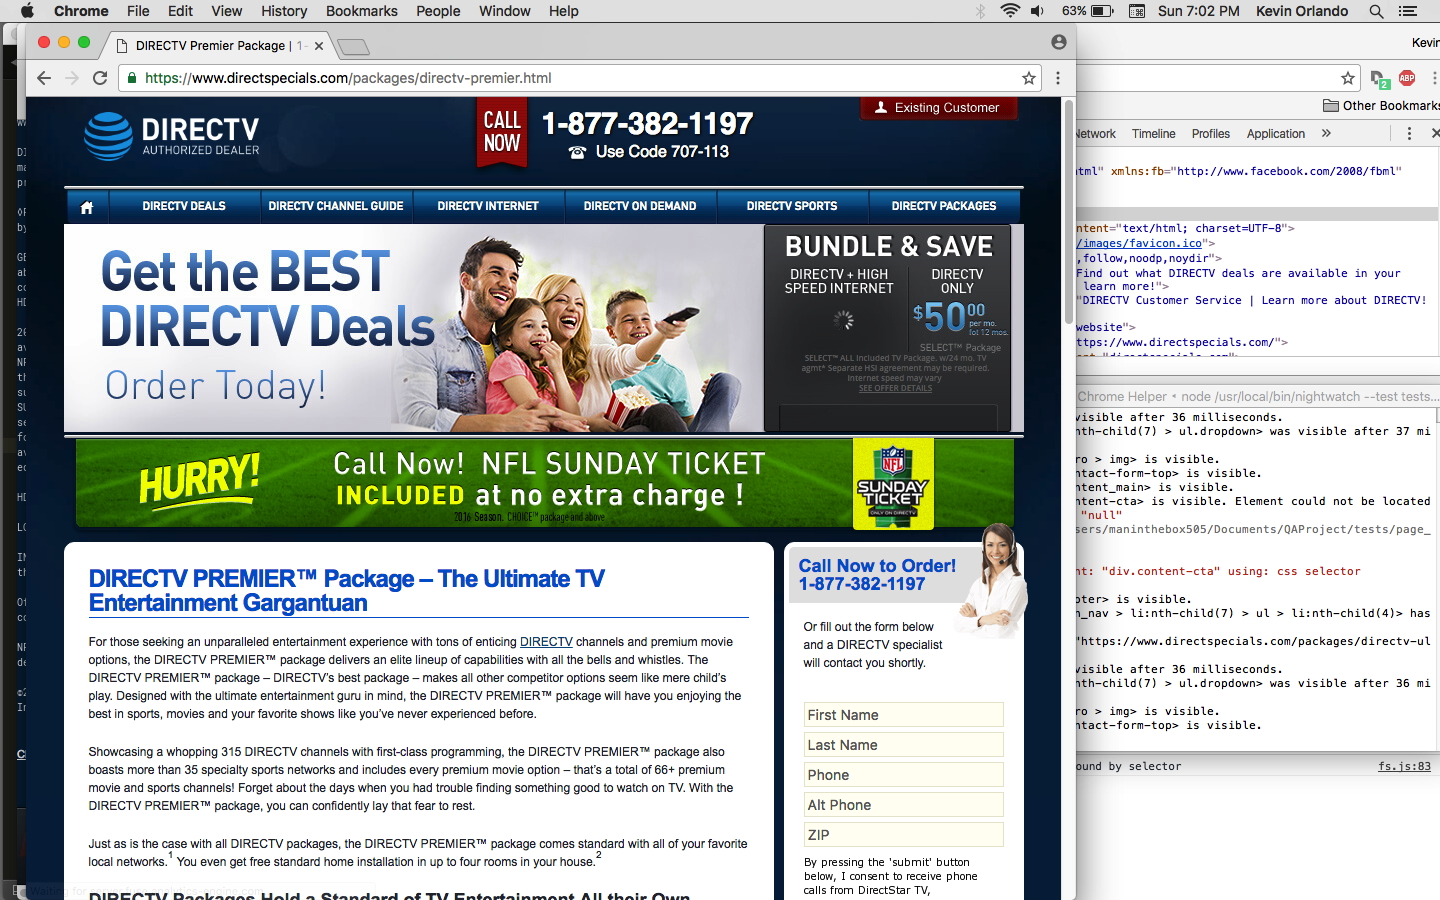 Chrome File Edit View History Bookmarks People Window Help
63% Sun 7:02 PM Kevin Orlando
DIRECTV Premier Package | 1-
https://www.directspecials.com/packages/directv-premier.html
DIRECTV
AUTHORIZED DEALER
CALL
NOW
1-877-382-1197
Use Code 707-113
Existing Customer
DIRECTV DEALS DIRECTV CHANNEL GUIDE DIRECTV INTERNET DIRECTV ON DEMAND DIRECTV SPORTS DIRECTV PACKAGES
Get the BEST
DIRECTV Deals
Order Today!
BUNDLE & SAVE
DIRECTV + HIGH
SPEED INTERNET
DIRECTV
ONLY
$50.00
per mo.
fot 12 mos.
SELECT™ Package
SELECT™ ALL Included TV Package. w/24 mo. TV
agmt* Separate HSI agreement may be required.
Internet speed may vary
SEE OFFER DETAILS
HURRY!
Call Now! NFL SUNDAY TICKET
INCLUDED at no extra charge !
2016 Season. CHOICE™ package and above
NFL
SUNDAY
TICKET
ONLY ON DIRECTV
DIRECTV PREMIER™ Package – The Ultimate TV
Entertainment Gargantuan
For those seeking an unparalleled entertainment experience with tons of enticing DIRECTV channels and premium movie
options, the DIRECTV PREMIER™ package delivers an elite lineup of capabilities with all the bells and whistles. The
DIRECTV PREMIER™ package – DIRECTV's best package – makes all other competitor options seem like mere child's
play. Designed with the ultimate entertainment guru in mind, the DIRECTV PREMIER™ package will have you enjoying the
best in sports, movies and your favorite shows like you've never experienced before.
Showcasing a whopping 315 DIRECTV channels with first-class programming, the DIRECTV PREMIER™ package also
boasts more than 35 specialty sports networks and includes every premium movie option – that's a total of 66+ premium
movie and sports channels! Forget about the days when you had trouble finding something good to watch on TV. With the
DIRECTV PREMIER™ package, you can confidently lay that fear to rest.
Just as is the case with all DIRECTV packages, the DIRECTV PREMIER™ package comes standard with all of your favorite
local networks.1 You even get free standard home installation in up to four rooms in your house.2
DIRECTV Packages Hold a Standard of TV Entertainment All their Own
Call Now to Order!
1-877-382-1197
Or fill out the form below
and a DIRECTV specialist
will contact you shortly.
First Name
Last Name
Phone
Alt Phone
ZIP
By pressing the 'submit' button
below, I consent to receive phone
calls from DirectStar TV,
Kevin
2 ABP
Other Bookmarks
Network Timeline Profiles Application »
html" xmlns:fb="http://www.facebook.com/2008/fbml"
ontent="text/html; charset=UTF-8">
/images/favicon.ico">
,follow,noodp,noydir">
Find out what DIRECTV deals are available in your
learn more!">
"DIRECTV Customer Service | Learn more about DIRECTV!
website">
ttps://www.directspecials.com/">
Chrome Helper • node /usr/local/bin/nightwatch --test tests...
visible after 36 milliseconds.
nth-child(7) > ul.dropdown> was visible after 37 mi
ro > img> is visible.
ntact-form-top> is visible.
ntent_main> is visible.
ntent-cta> is visible. Element could not be located
"null"
sers/maninthebox505/Documents/QAProject/tests/page_
nt: "div.content-cta" using: css selector
oter> is visible.
n_nav > li:nth-child(7) > ul > li:nth-child(4)> has
"https://www.directspecials.com/packages/directv-ul
visible after 36 milliseconds.
nth-child(7) > ul.dropdown> was visible after 36 mi
ro > img> is visible.
ntact-form-top> is visible.
ound by selector fs.js:83